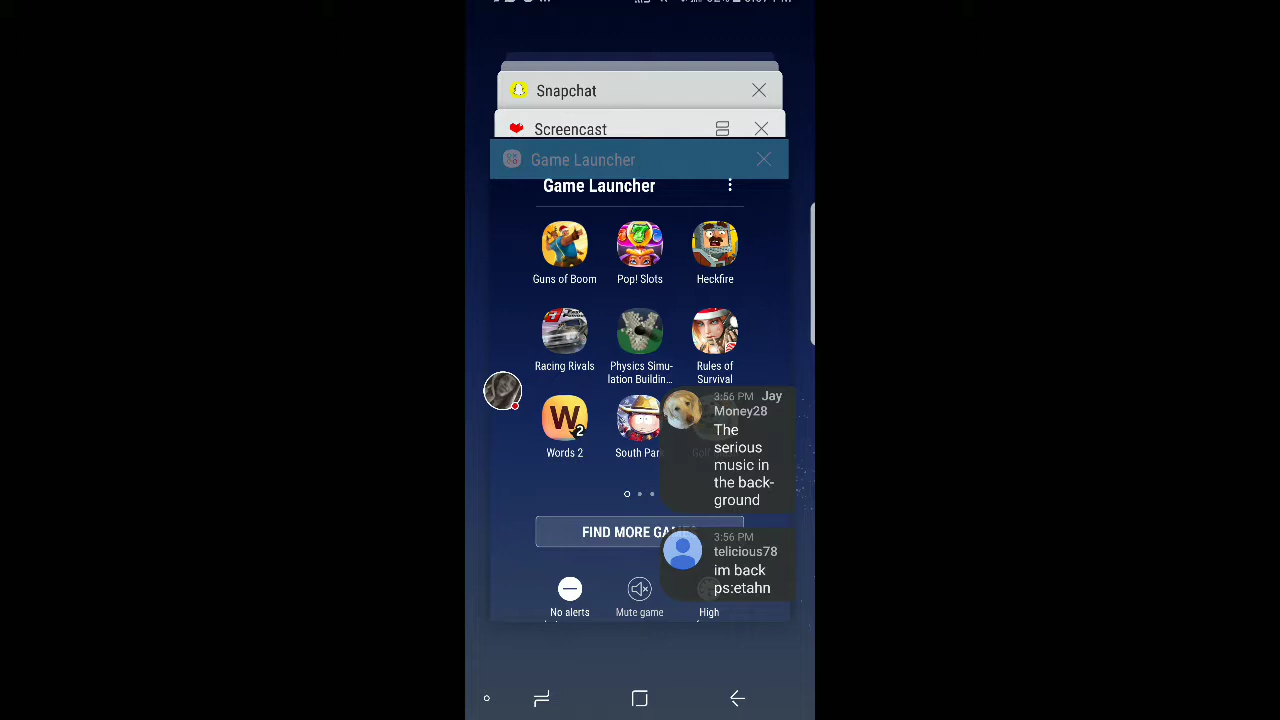 Snapchat
Screencast
Game Launcher
Game Launcher
Guns of Boom
Pop! Slots
Heckfire
Racing Rivals
Physics Simu-
lation Buildin...
Rules of
Survival
W
2
Words 2
South Par
3:56 PM Jay
Money28
The
serious
music in
the back-
ground
FIND MORE GAMES
3:56 PM
telicious78
im back
ps:etahn
No alerts
Mute game
High